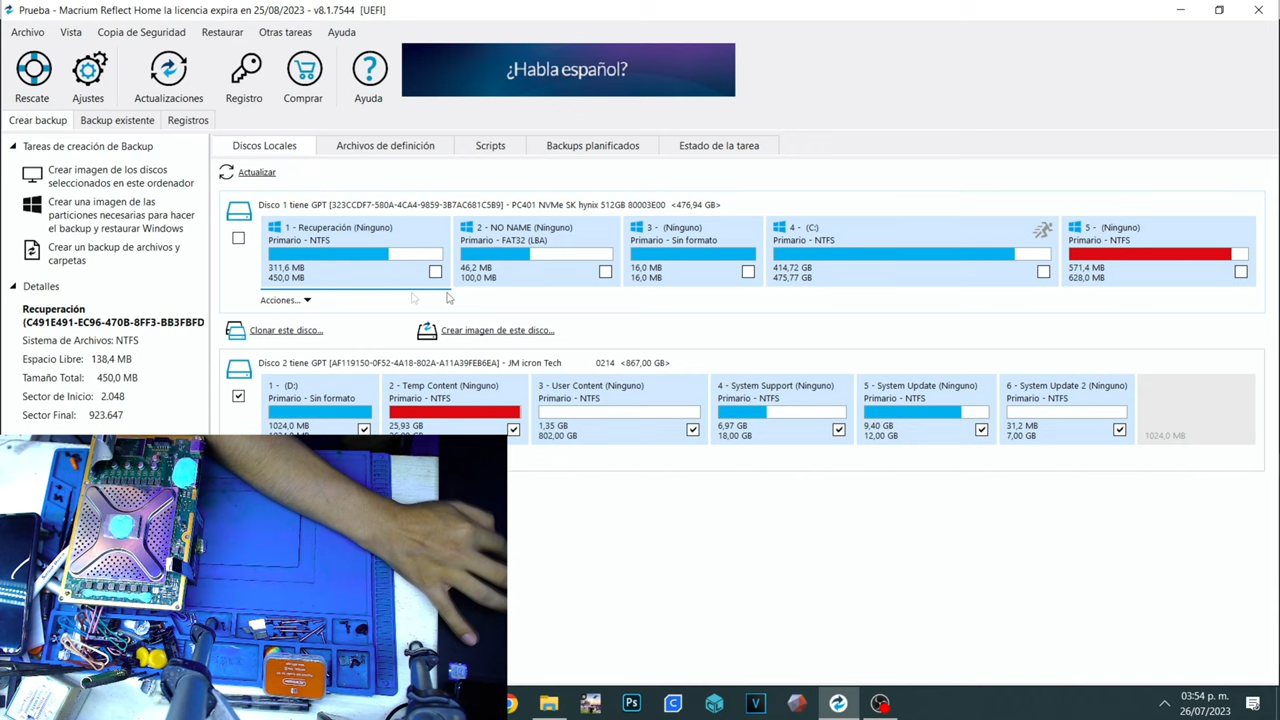 Prueba - Macrium Reflect Home la licencia expira en 25/08/2023 - v8.1.7544 [UEFI]
Archivo Vista Copia de Seguridad Restaurar Otras tareas Ayuda
¿Habla español?
Rescate Ajustes Actualizaciones Registro Comprar Ayuda
Crear backup Backup existente Registros
Tareas de creación de Backup
Crear imagen de los discos
seleccionados en este ordenador
Crear una imagen de las
particiones necesarias para hacer
el backup y restaurar Windows
Crear un backup de archivos y
carpetas
Detalles
Recuperación
(C491E491-EC96-470B-8FF3-BB3FBFD
Sistema de Archivos: NTFS
Espacio Libre: 138,4 MB
Tamaño Total: 450,0 MB
Sector de Inicio: 2.048
Sector Final: 923.647
Discos Locales Archivos de definición Scripts Backups planificados Estado de la tarea
Actualizar
Disco 1 tiene GPT [323CCDF7-580A-4CA4-9859-3B7AC681C5B9] - PC401 NVMe SK hynix 512GB 80003E00 <476,94 GB>
1 - Recuperación (Ninguno)
Primario - NTFS
311,6 MB
450,0 MB
2 - NO NAME (Ninguno)
Primario - FAT32 (LBA)
46,2 MB
100,0 MB
3 - (Ninguno)
Primario - Sin formato
16,0 MB
16,0 MB
4 - (C:)
Primario - NTFS
414,72 GB
475,77 GB
5 - (Ninguno)
Primario - NTFS
571,4 MB
628,0 MB
Acciones...
Clonar este disco... Crear imagen de este disco...
Disco 2 tiene GPT [AF119150-0F52-4A18-802A-A11A39FEB6EA] - JM icron Tech 0214 <867,00 GB>
1 - (D:)
Primario - Sin formato
1024,0 MB
2 - Temp Content (Ninguno)
Primario - NTFS
25,93 GB
3 - User Content (Ninguno)
Primario - NTFS
1,35 GB
802,00 GB
4 - System Support (Ninguno)
Primario - NTFS
6,97 GB
18,00 GB
5 - System Update (Ninguno)
Primario - NTFS
9,40 GB
12,00 GB
6 - System Update 2 (Ninguno)
Primario - NTFS
31,2 MB
7,00 GB
1024,0 MB
Ps
V
03:54 p. m.
26/07/2023